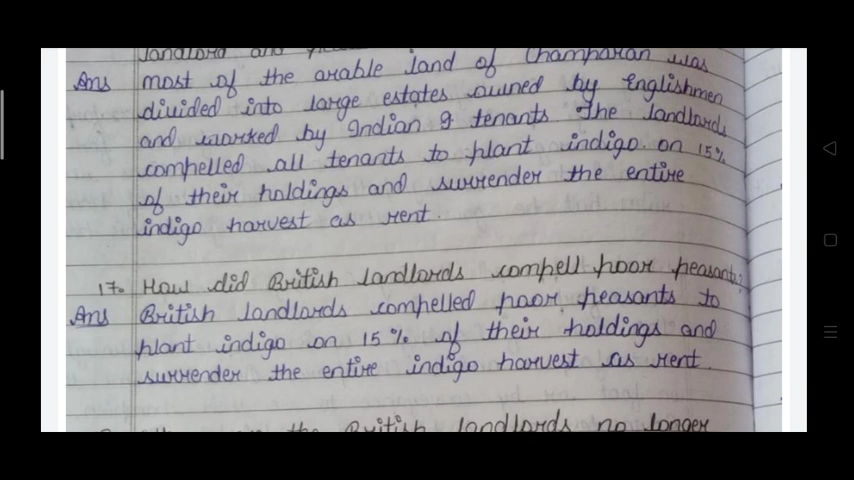 landlord and
Ans most of the arable land of Champaran was
divided into large estates owned by Englishmen
and worked by Indian g tenants The landlords
compelled all tenants to plant indigo on 15%
of their holdings and surrender the entire
indigo harvest as rent.
17. How did British landlords compell poor peasants?
Ans British landlords compelled poor peasants to
plant indigo on 15% of their holdings and
surrender the entire indigo harvest as rent.
the British landlords no longer